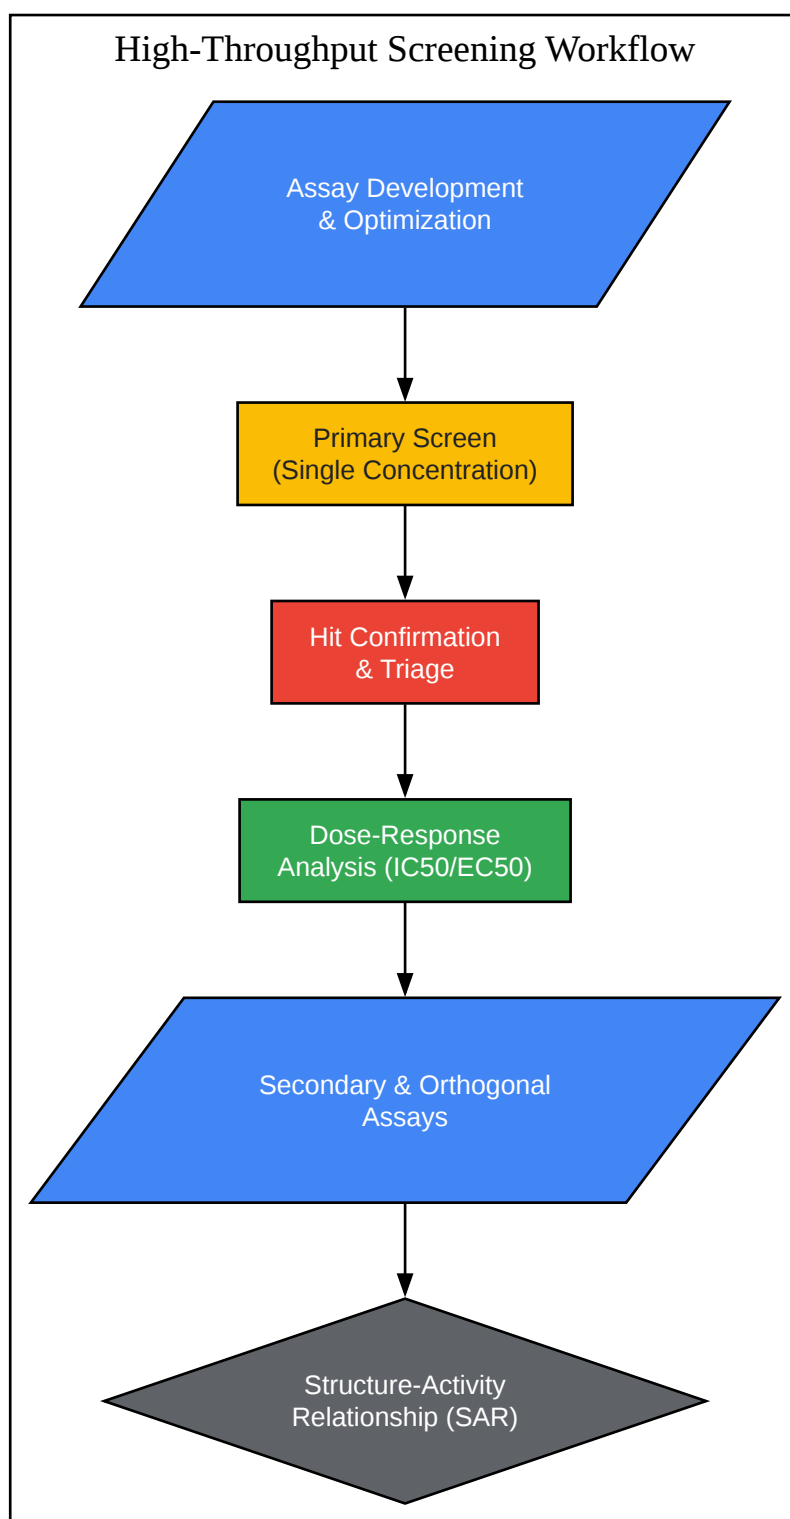 High-Throughput Screening Workflow
Assay Development
& Optimization
Primary Screen
(Single Concentration)
Hit Confirmation
& Triage
Dose-Response
Analysis (IC50/EC50)
Secondary & Orthogonal
Assays
Structure-Activity
Relationship (SAR)